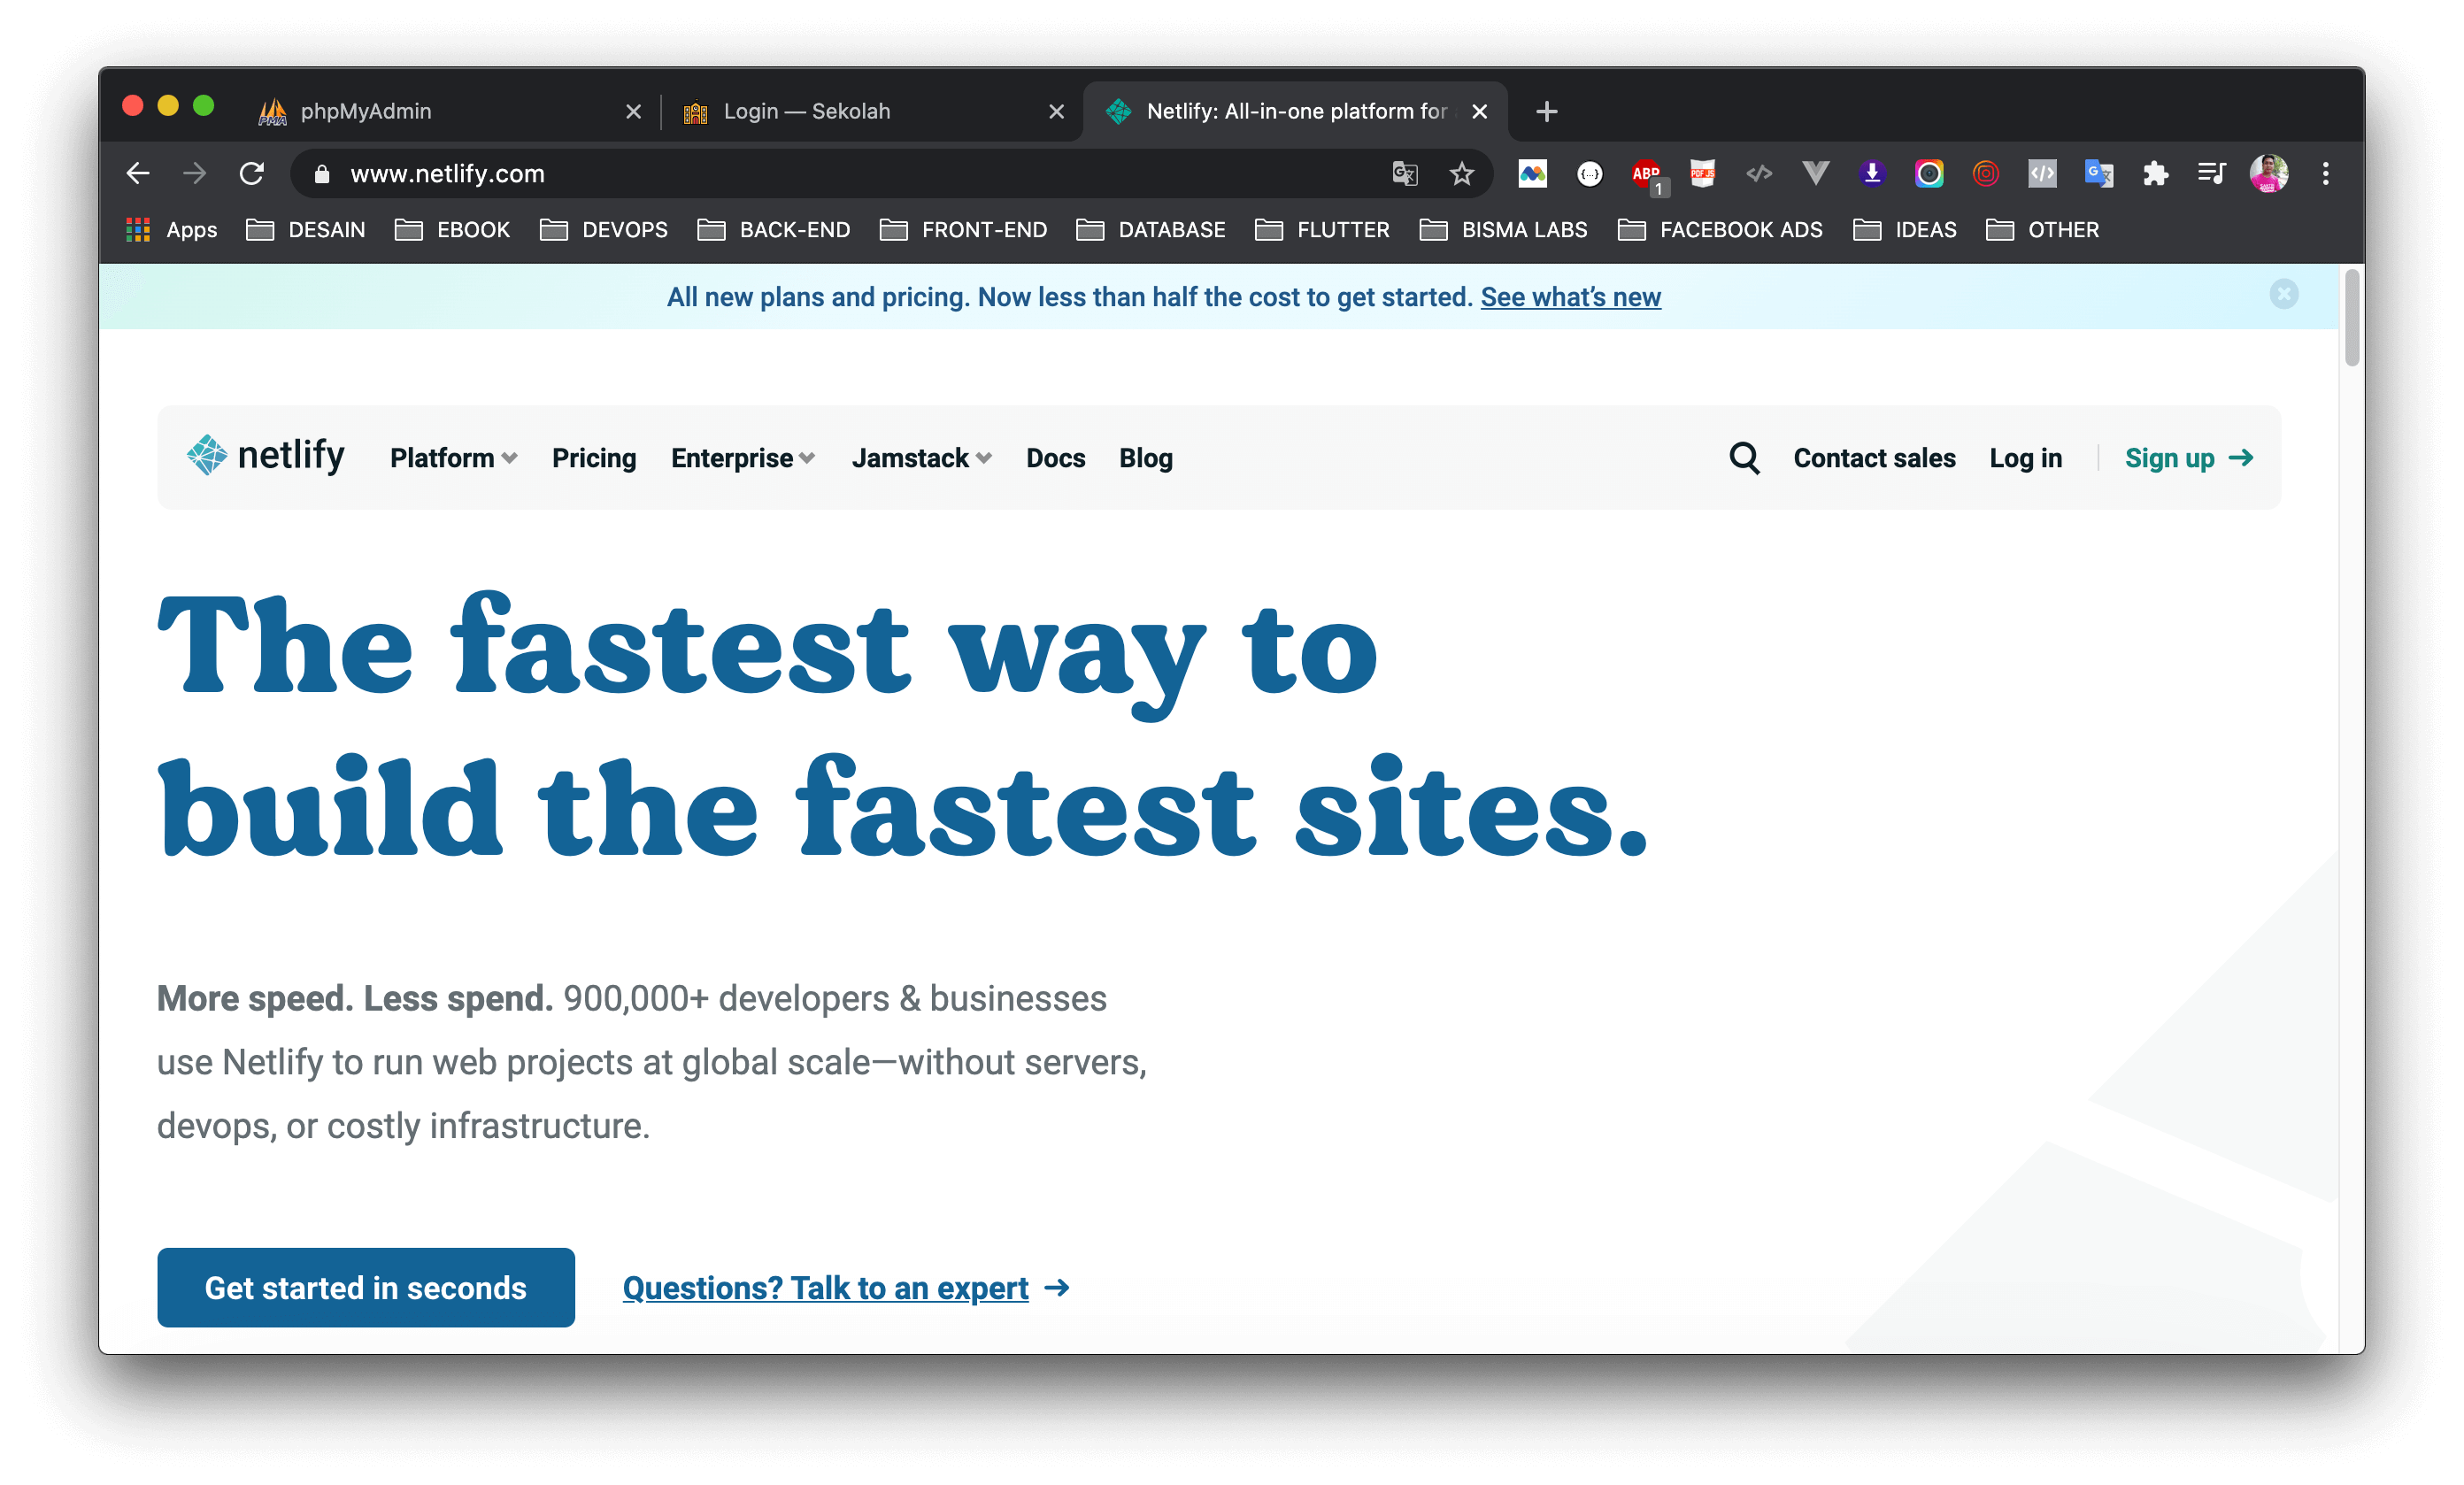 phpMyAdmin
Login — Sekolah
Netlify: All-in-one platform for
www.netlify.com
ABP
1
PDF JS
Apps
DESAIN
EBOOK
DEVOPS
BACK-END
FRONT-END
DATABASE
FLUTTER
BISMA LABS
FACEBOOK ADS
IDEAS
OTHER
All new plans and pricing. Now less than half the cost to get started. See what’s new
netlify
Platform
Pricing
Enterprise
Jamstack
Docs
Blog
Contact sales
Log in
Sign up →
The fastest way to
build the fastest sites.
More speed. Less spend. 900,000+ developers & businesses
use Netlify to run web projects at global scale—without servers,
devops, or costly infrastructure.
Get started in seconds
Questions? Talk to an expert →